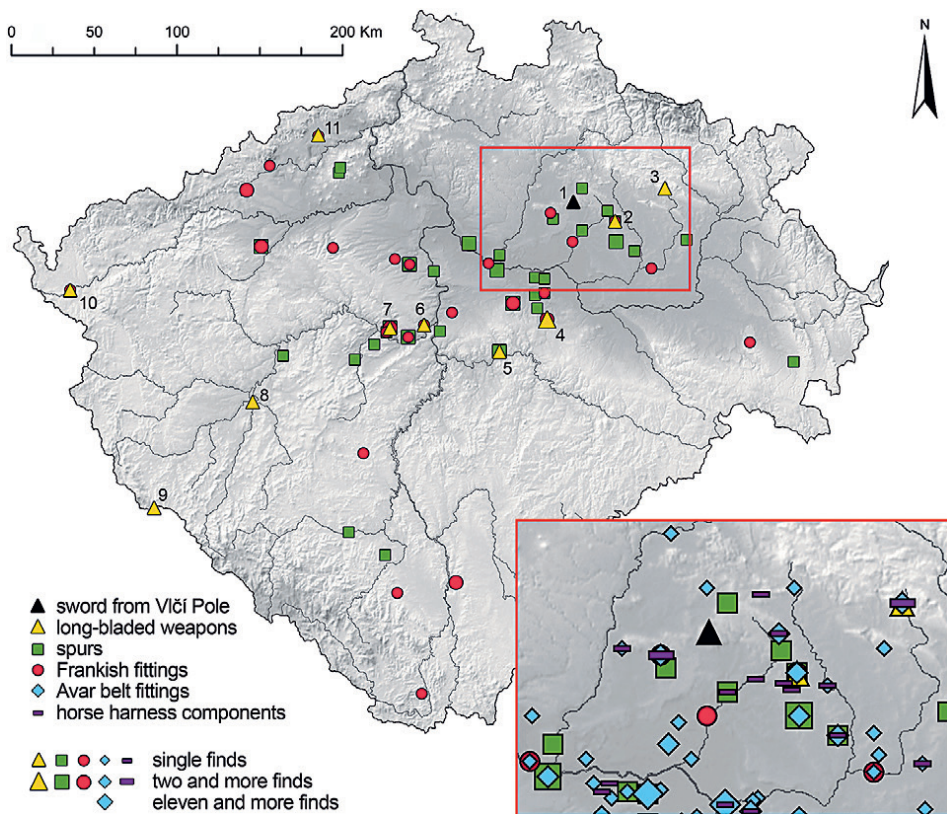 0 50 100 200 Km
N
11
3
1
2
10
7 6
4
5
8
9
sword from Vlčí Pole
long-bladed weapons
spurs
Frankish fittings
Avar belt fittings
horse harness components
single finds
two and more finds
eleven and more finds